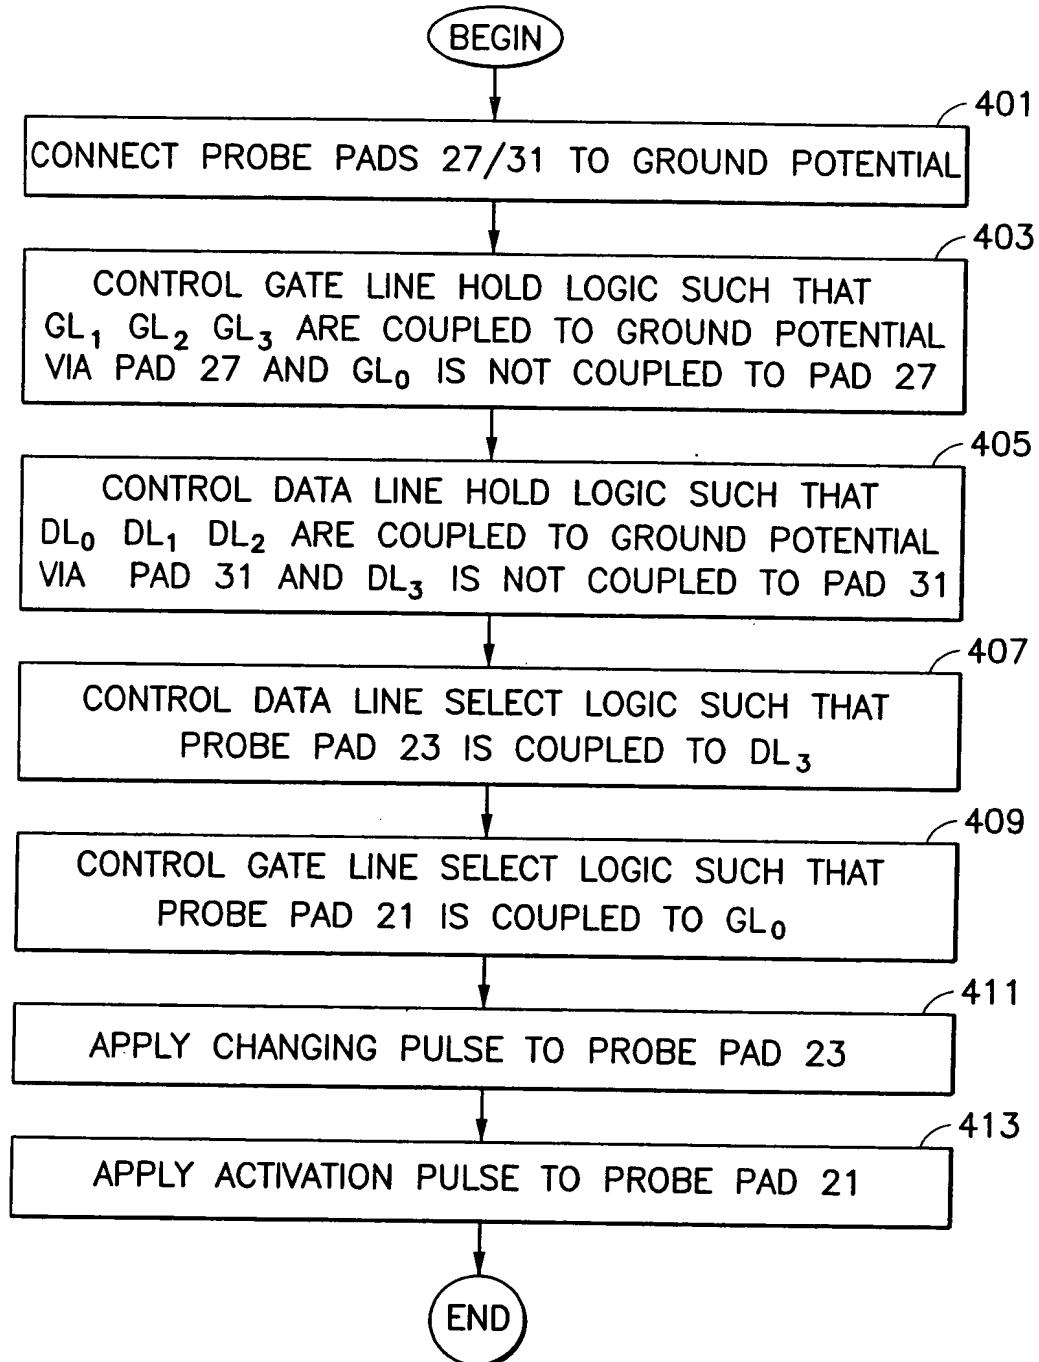 BEGIN
401
CONNECT PROBE PADS 27/31 TO GROUND POTENTIAL
403
CONTROL GATE LINE HOLD LOGIC SUCH THAT
GL₁ GL₂ GL₃ ARE COUPLED TO GROUND POTENTIAL
VIA PAD 27 AND GL₀ IS NOT COUPLED TO PAD 27
405
CONTROL DATA LINE HOLD LOGIC SUCH THAT
DL₀ DL₁ DL₂ ARE COUPLED TO GROUND POTENTIAL
VIA PAD 31 AND DL₃ IS NOT COUPLED TO PAD 31
407
CONTROL DATA LINE SELECT LOGIC SUCH THAT
PROBE PAD 23 IS COUPLED TO DL₃
409
CONTROL GATE LINE SELECT LOGIC SUCH THAT
PROBE PAD 21 IS COUPLED TO GL₀
411
APPLY CHANGING PULSE TO PROBE PAD 23
413
APPLY ACTIVATION PULSE TO PROBE PAD 21
END